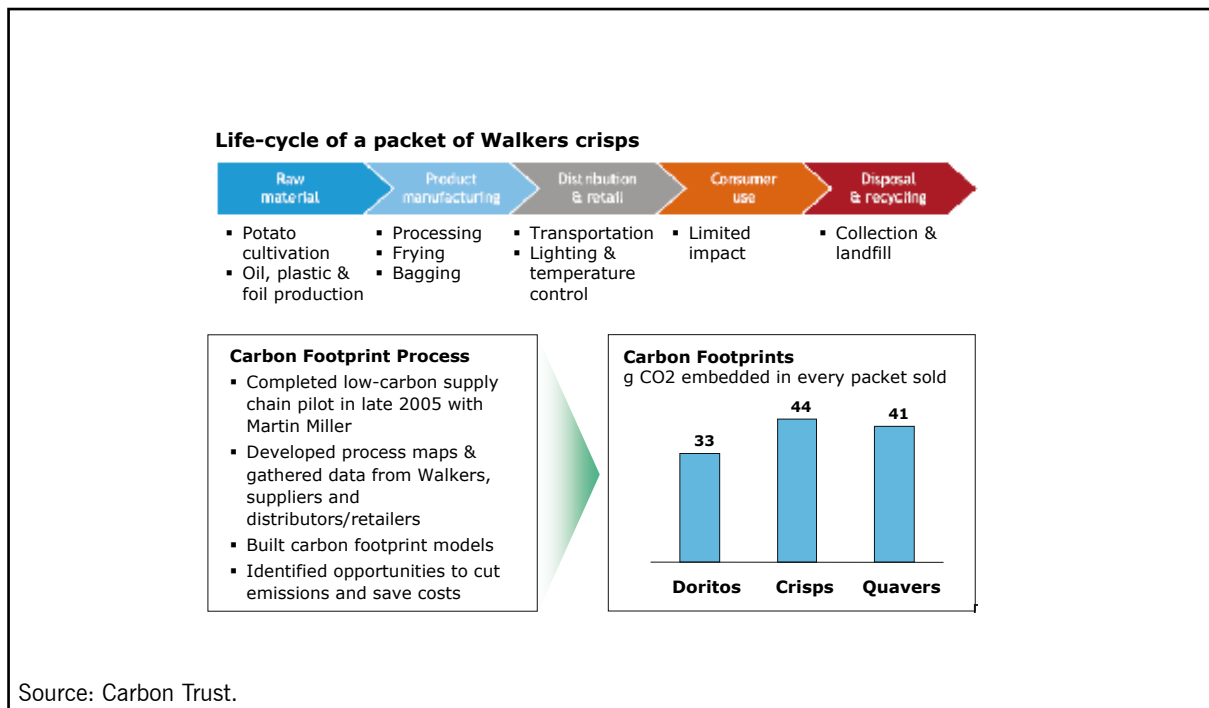 Life-cycle of a packet of Walkers crisps
Raw
material
Product
manufacturing
Distribution
& retail
Consumer
use
Disposal
& recycling
▪ Potato
cultivation
▪ Oil, plastic &
foil production
▪ Processing
▪ Frying
▪ Bagging
▪ Transportation
▪ Lighting &
temperature
control
▪ Limited
impact
▪ Collection &
landfill
Carbon Footprint Process
▪ Completed low-carbon supply
chain pilot in late 2005 with
Martin Miller
▪ Developed process maps &
gathered data from Walkers,
suppliers and
distributors/retailers
▪ Built carbon footprint models
▪ Identified opportunities to cut
emissions and save costs
Carbon Footprints
g CO2 embedded in every packet sold
33
44
41
Doritos
Crisps
Quavers
Source: Carbon Trust.